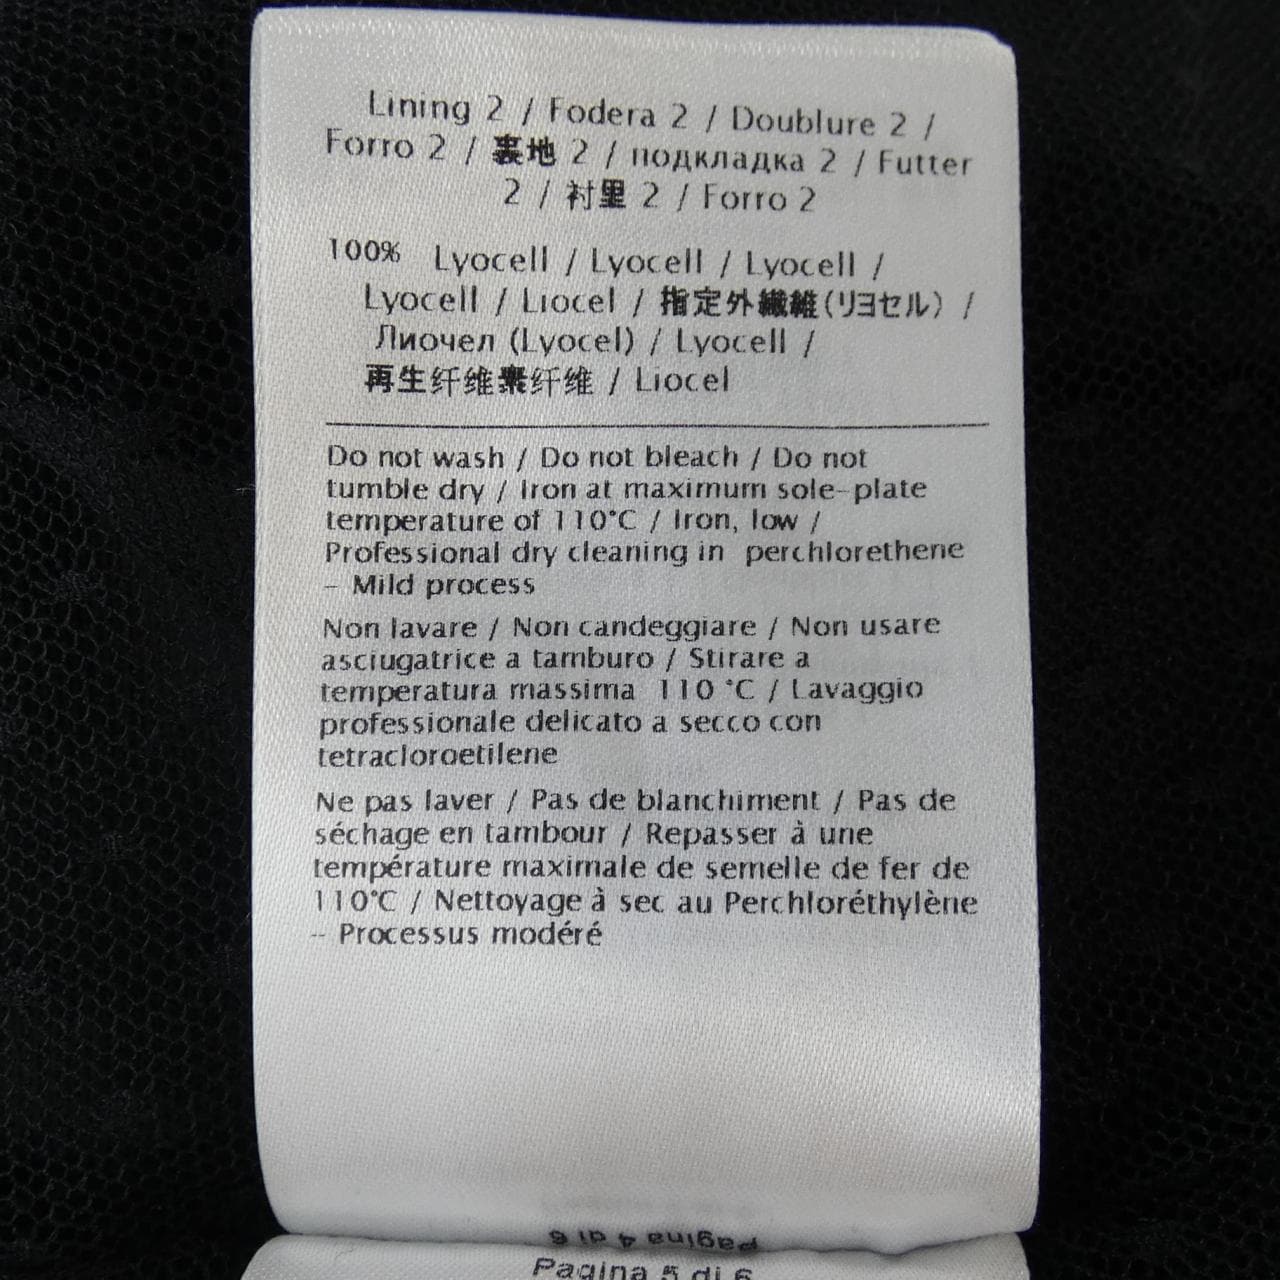 Lining 2 / Fodera 2 / Doublure 2 /
Forro 2 / 裏地 2 / подкладка 2 / Futter
2 / 衬里 2 / Forro 2
100% Lyocell / Lyocell / Lyocell /
Lyocell / Liocel / 指定外繊維(リヨセル) /
Лиочел (Lyocel) / Lyocell /
再生纤维素纤维 / Liocel
Do not wash / Do not bleach / Do not
tumble dry / Iron at maximum sole-plate
temperature of 110°C / Iron, low /
Professional dry cleaning in perchlorethene
– Mild process
Non lavare / Non candeggiare / Non usare
asciugatrice a tamburo / Stirare a
temperatura massima 110 °C / Lavaggio
professionale delicato a secco con
tetracloroetilene
Ne pas laver / Pas de blanchiment / Pas de
séchage en tambour / Repasser à une
température maximale de semelle de fer de
110°C / Nettoyage à sec au Perchloréthylène
– Processus modéré
Pagina 4 di 6
Pagina 5 di 6